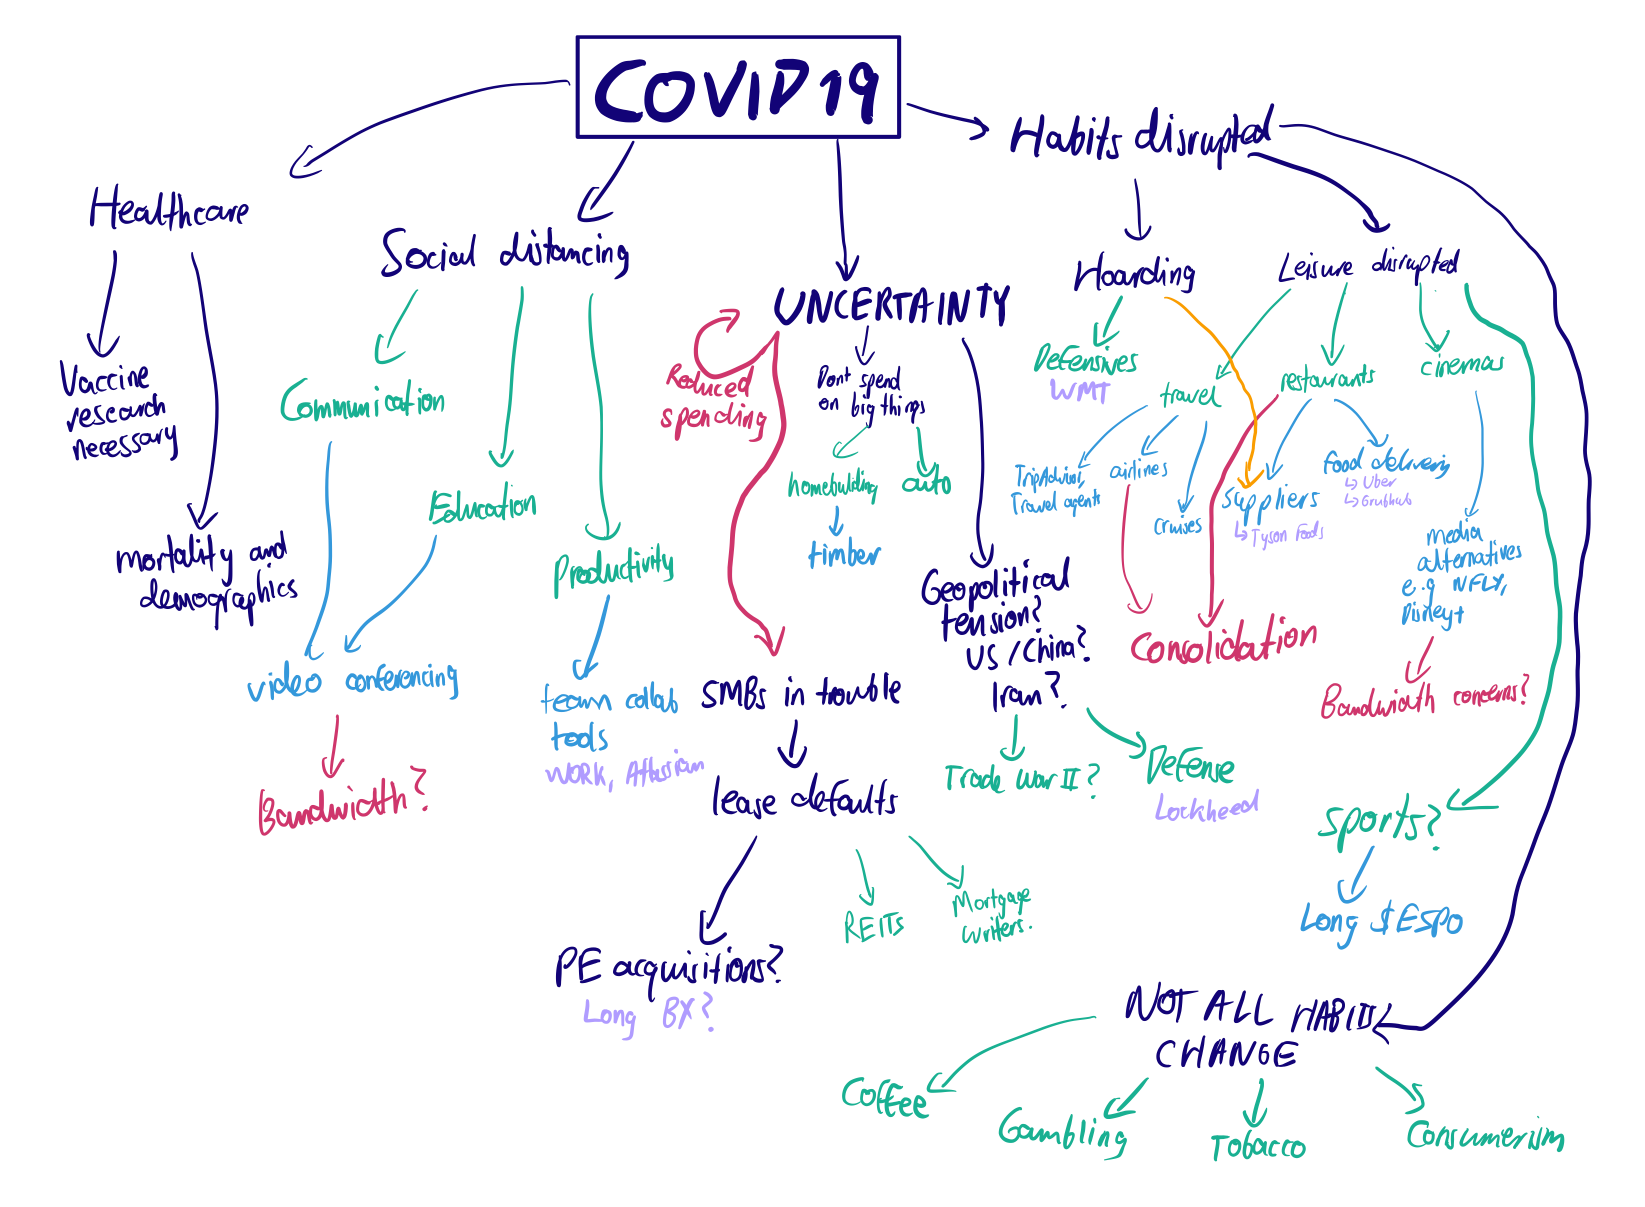 COVID19
Habits disrupted
Healthcare
Social distancing
UNCERTAINTY
Hoarding
Leisure disrupted
Vaccine
research
necessary
mortality and
demographics
Communication
Education
Productivity
video conferencing
Bandwidth?
team collab
tools
WORK, Atlassian
Reduced
spending
Dont spend
on big things
homebuilding
auto
timber
SMBs in trouble
lease defaults
PE acquisitions?
Long BX?
REITS
Mortgage
writers.
Geopolitical
tension?
US/China?
Iran?
Trade War II?
Defense
Lockheed
Defensives
WMT
travel
restaurants
cinemas
TripAdvisor,
Travel agents
airlines
cruises
suppliers
↳ Tyson Foods
Food delivery
↳ Uber
↳ Grubhub
media
alternatives
e.g NFLX,
Disney+
Consolidation
Bandwidth concerns?
Sports?
Long $ESPO
NOT ALL HABITS
CHANGE
Coffee
Gambling
Tobacco
Consumerism